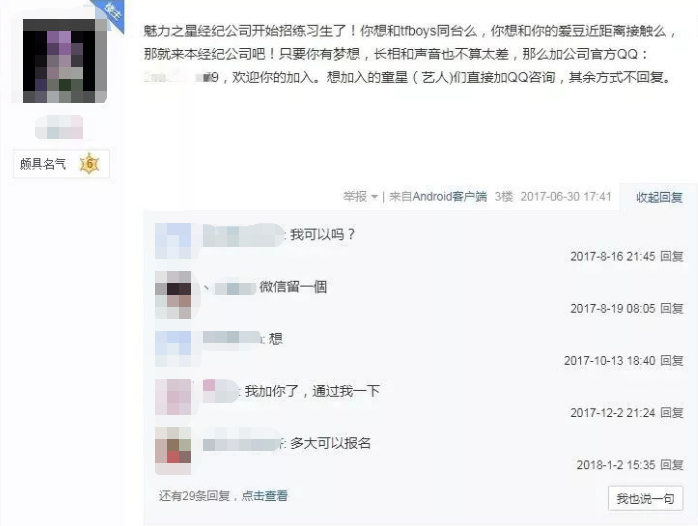 楼主
魅力之星经纪公司开始招练习生了！你想和tfboys同台么，你想和你的爱豆近距离接触么，
那就来本经纪公司吧！只要你有梦想，长相和声音也不算太差，那么加公司官方QQ：
9，欢迎你的加入。想加入的童星（艺人)们直接加QQ咨询，其余方式不回复。
颇具名气 6
举报 | 来自Android客户端 3楼 2017-06-30 17:41 收起回复
: 我可以吗？
2017-8-16 21:45 回复
、 微信留一個
2017-8-19 08:05 回复
: 想
2017-10-13 18:40 回复
: 我加你了，通过我一下
2017-12-2 21:24 回复
: 多大可以报名
2018-1-2 15:35 回复
还有29条回复，点击查看 我也说一句